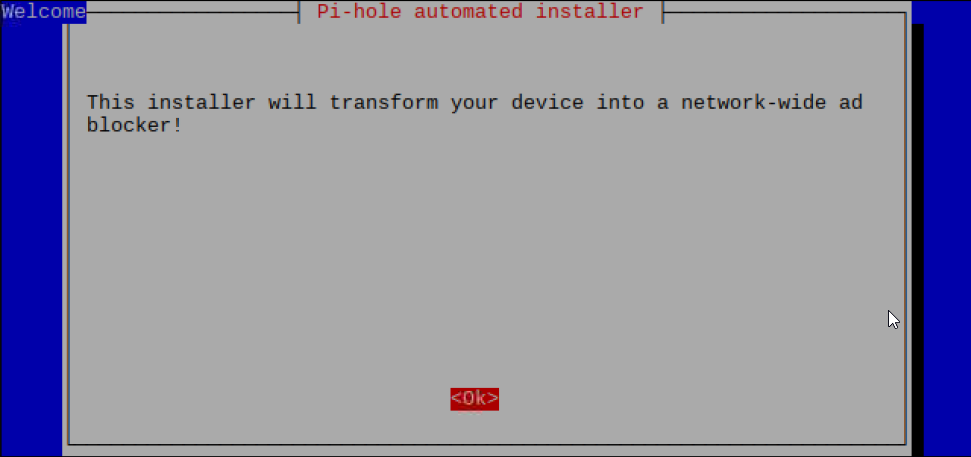 Welcome
Pi-hole automated installer
This installer will transform your device into a network-wide ad
blocker!
<Ok>